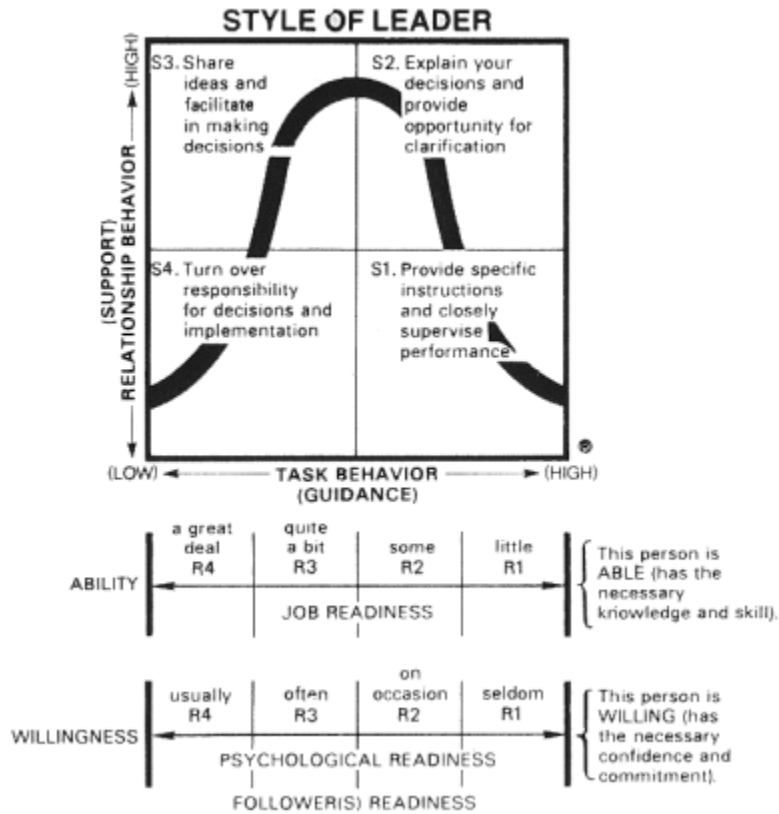 STYLE OF LEADER
S3. Share
ideas and
facilitate
in making
decisions
S2. Explain your
decisions and
provide
opportunity for
clarification
S4. Turn over
responsibility
for decisions and
implementation
S1. Provide specific
instructions
and closely
supervise
performance
(HIGH)
(SUPPORT)
RELATIONSHIP BEHAVIOR
®
(LOW) TASK BEHAVIOR (HIGH)
(GUIDANCE)
ABILITY
a great
deal
R4
quite
a bit
R3
some
R2
little
R1
JOB READINESS
This person is
ABLE (has the
necessary
knowledge and skill).
WILLINGNESS
usually
R4
often
R3
on
occasion
R2
seldom
R1
PSYCHOLOGICAL READINESS
FOLLOWER(S) READINESS
This person is
WILLING (has
the necessary
confidence and
commitment).